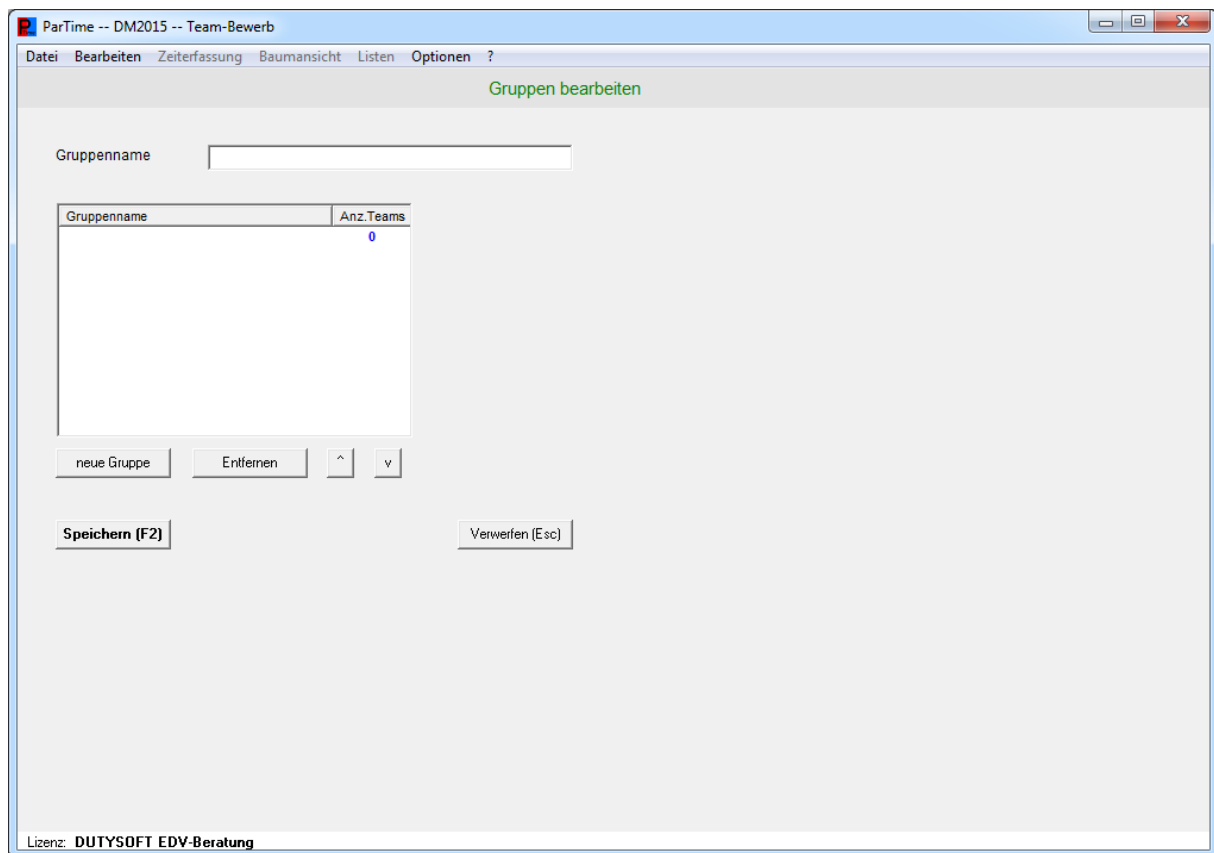 ParTime -- DM2015 -- Team-Bewerb
Datei Bearbeiten Zeiterfassung Baumansicht Listen Optionen ?
Gruppen bearbeiten
Gruppenname
Gruppenname Anz.Teams
0
neue Gruppe Entfernen ^ v
Speichern (F2) Verwerfen (Esc)
Lizenz: DUTYSOFT EDV-Beratung